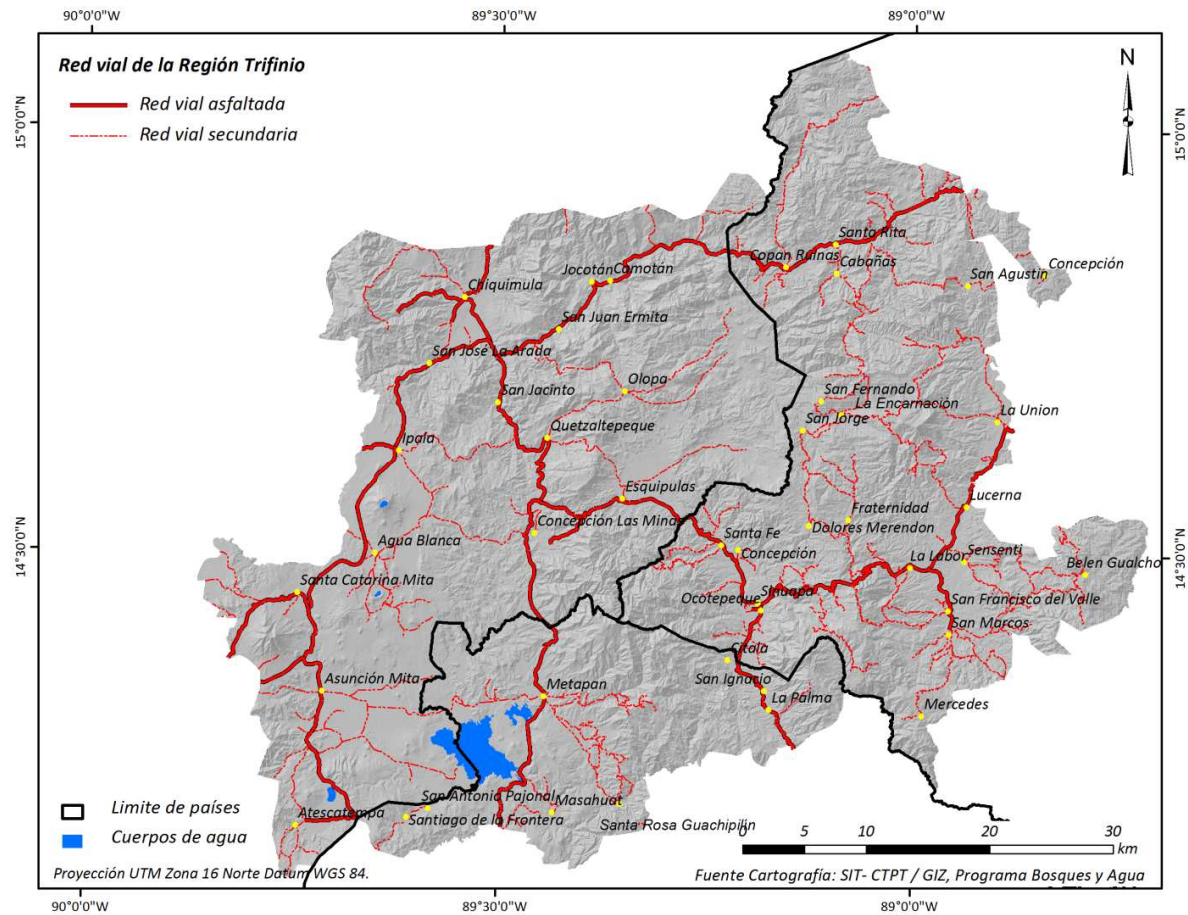 90°0'0"W
89°30'0"W
89°0'0"W
Red vial de la Región Trifinio
Red vial asfaltada
Red vial secundaria
N
15°0'0"N
15°0'0"N
Santa Rita
Copán Ruinas
Cabañas
Concepción
San Agustin
Jocotán
Camotán
Chiquimula
San Juan Ermita
San José La Arada
Olopa
San Jacinto
San Fernando
La Encarnación
La Union
San Jorge
Quetzaltepeque
Ipala
Esquipulas
Lucerna
Fraternidad
Concepción Las Minas
Dolores Merendon
Santa Fe
Concepción
14°30'0"N
14°30'0"N
Agua Blanca
La Labor
Sensenti
Belen Gualcho
Santa Catarina Mita
Ocotepeque
Sinuapa
San Francisco del Valle
San Marcos
Citala
San Ignacio
Asunción Mita
Metapan
La Palma
Mercedes
Limite de países
Cuerpos de agua
San Antonio Pajonal
Masahuat
Atescatempa
Santiago de la Frontera
Santa Rosa Guachipilín
0 5 10 20 30
km
Proyección UTM Zona 16 Norte Datum WGS 84.
Fuente Cartografía: SIT- CTPT / GIZ, Programa Bosques y Agua
90°0'0"W
89°30'0"W
89°0'0"W